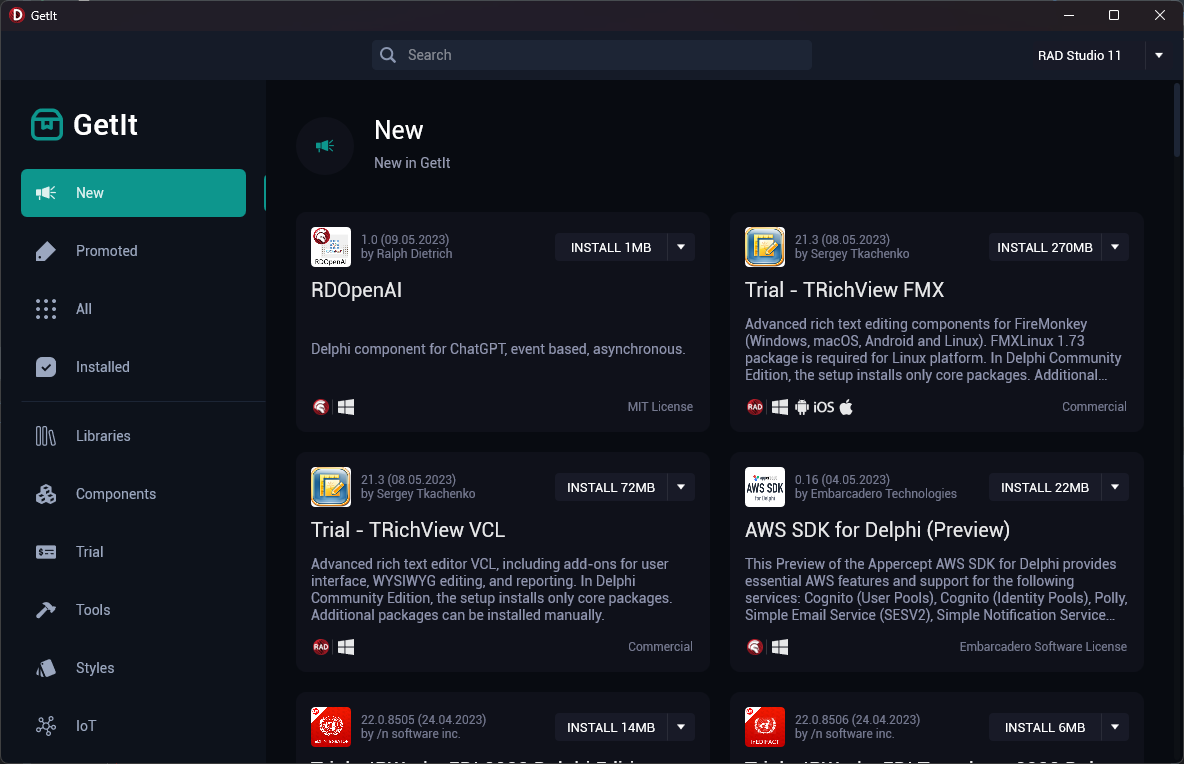 GetIt
Search
RAD Studio 11
GetIt
New
Promoted
All
Installed
Libraries
Components
Trial
Tools
Styles
IoT
New
New in GetIt
RDOpenAI
1.0 (09.05.2023)
by Ralph Dietrich
INSTALL 1MB
RDOpenAI
Delphi component for ChatGPT, event based, asynchronous.
MIT License
21.3 (08.05.2023)
by Sergey Tkachenko
INSTALL 270MB
Trial - TRichView FMX
Advanced rich text editing components for FireMonkey
(Windows, macOS, Android and Linux). FMXLinux 1.73
package is required for Linux platform. In Delphi Community
Edition, the setup installs only core packages. Additional...
RAD
iOS
Commercial
21.3 (08.05.2023)
by Sergey Tkachenko
INSTALL 72MB
Trial - TRichView VCL
Advanced rich text editor VCL, including add-ons for user
interface, WYSIWYG editing, and reporting. In Delphi
Community Edition, the setup installs only core packages.
Additional packages can be installed manually.
RAD
Commercial
AWS SDK
for Delphi
0.16 (04.05.2023)
by Embarcadero Technologies
INSTALL 22MB
AWS SDK for Delphi (Preview)
This Preview of the Appercept AWS SDK for Delphi provides
essential AWS features and support for the following
services: Cognito (User Pools), Cognito (Identity Pools), Polly,
Simple Email Service (SESV2), Simple Notification Service...
Embarcadero Software License
22.0.8505 (24.04.2023)
by /n software inc.
INSTALL 14MB
22.0.8506 (24.04.2023)
by /n software inc.
INSTALL 6MB